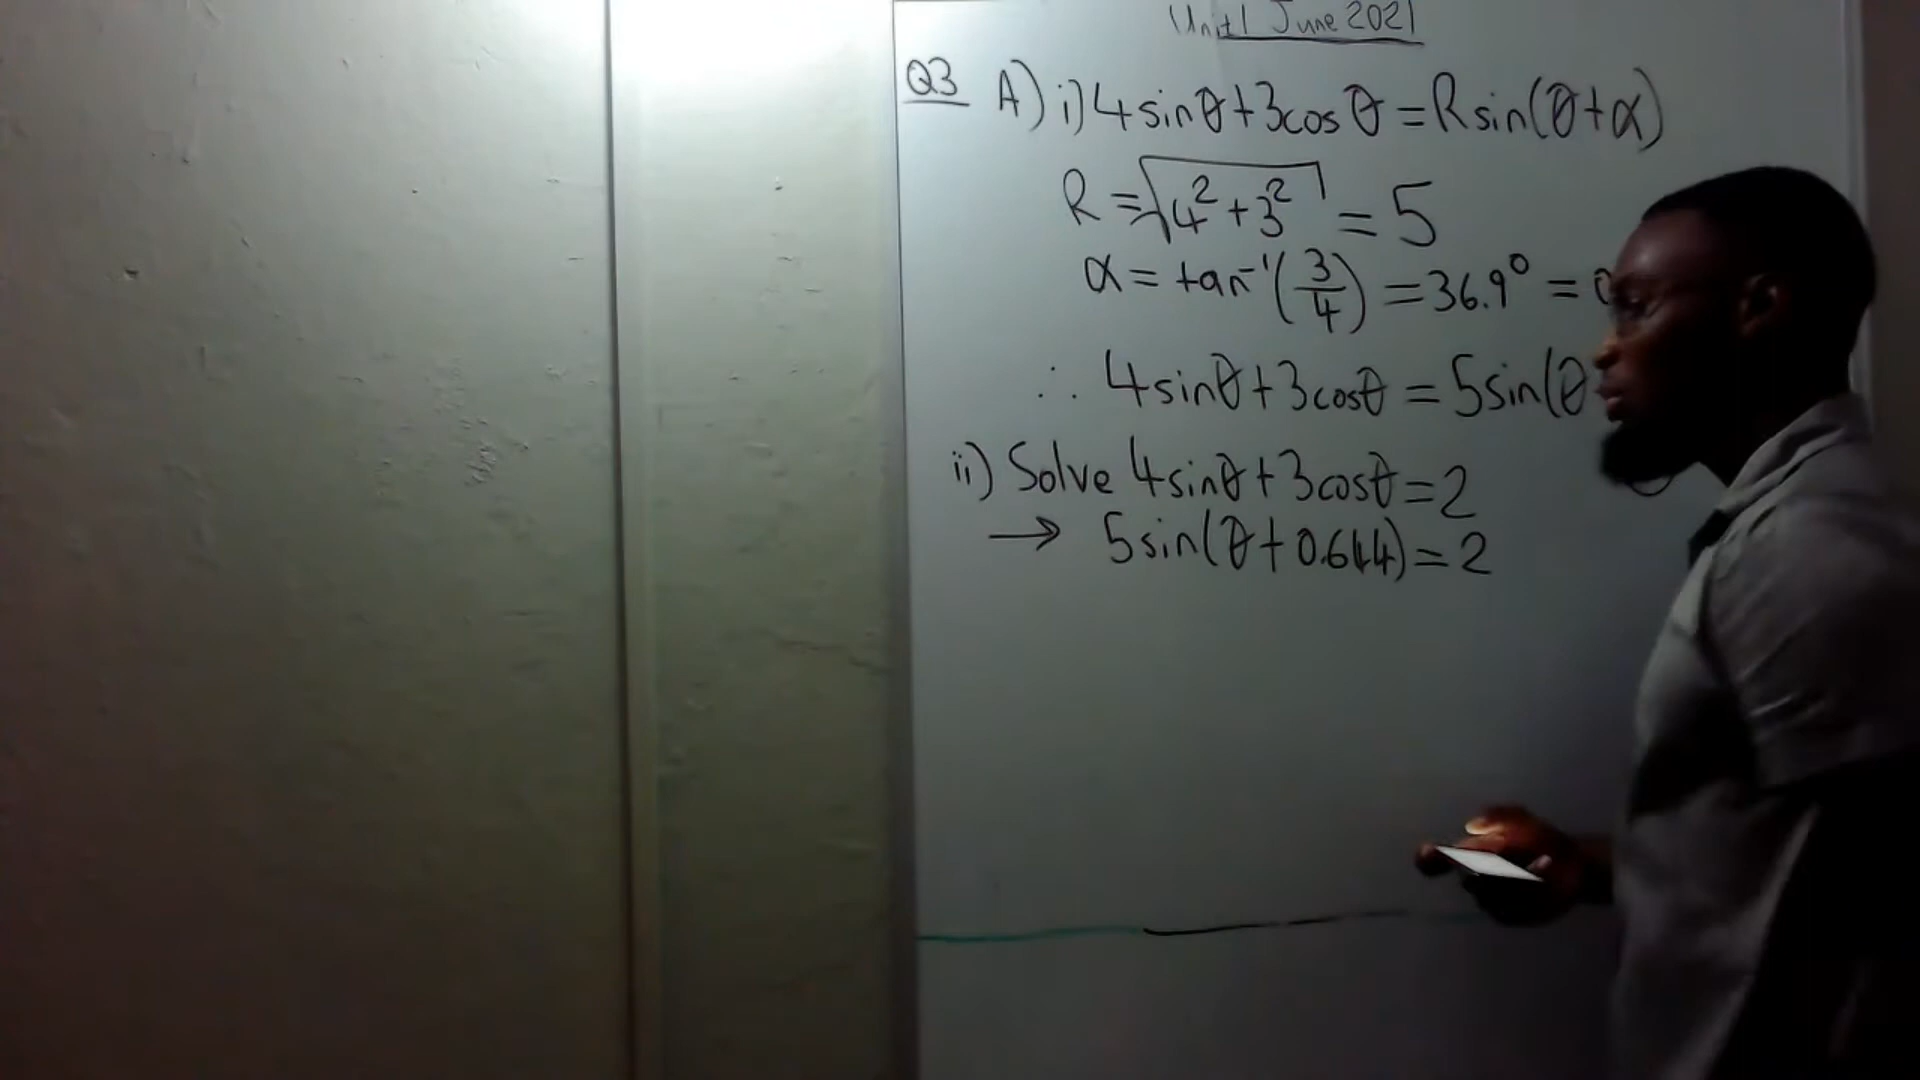 Unit 1 June 2021
Q3 A) i) 4sinθ+3cosθ=Rsin(θ+α)
R=√4²+3² = 5
α= tan⁻¹(3/4) =36.9° =
∴ 4sinθ+3cosθ = 5sin(θ
ii) Solve 4sinθ+3cosθ=2
→ 5sin(θ+0.644)=2